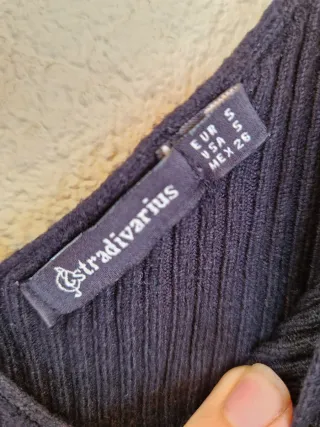 stradivarius
EUR S
USA S
MEX 26